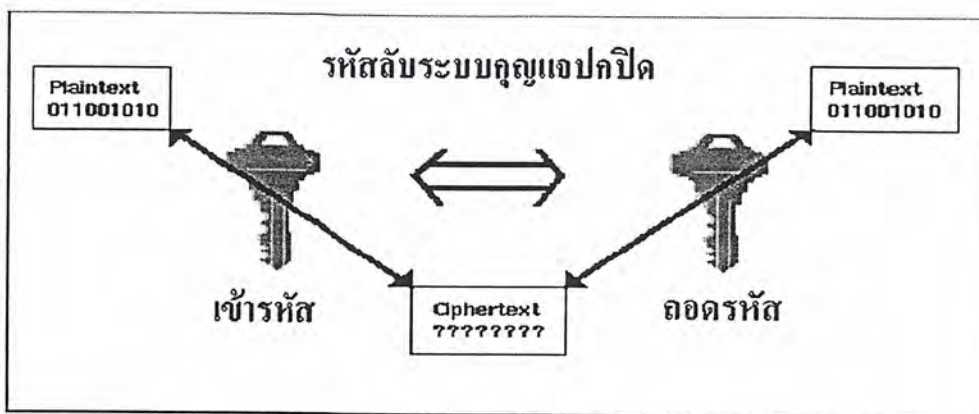 รหัสลับระบบกุญแจปกปิด
Plaintext
011001010
Plaintext
011001010
เข้ารหัส
Ciphertext
????????
ถอดรหัส